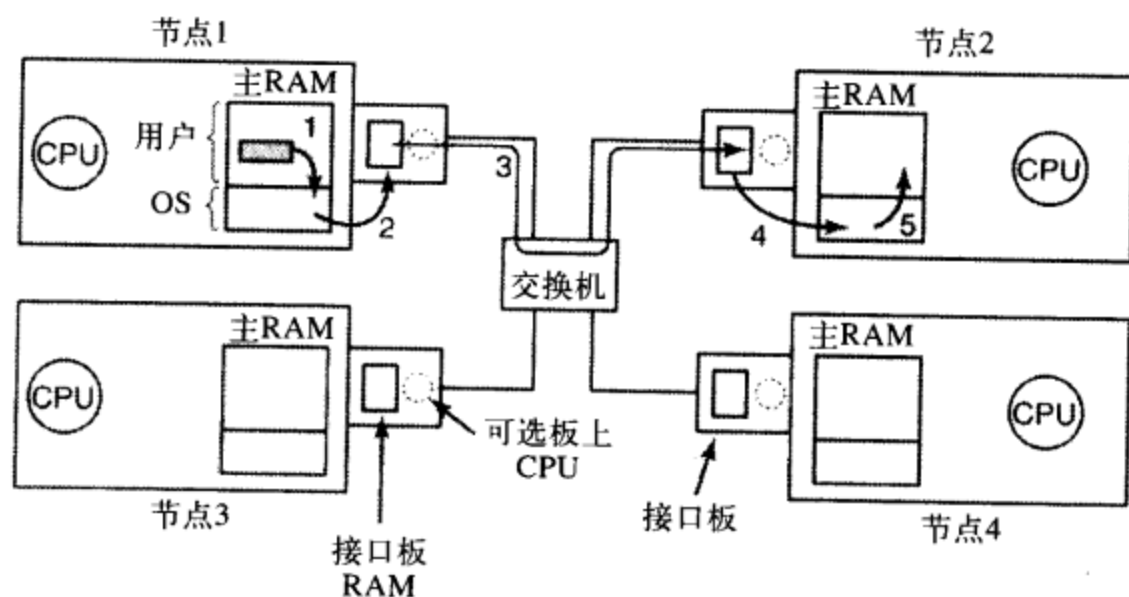 节点1
节点2
主RAM
用户
1
CPU
OS
2
3
主RAM
CPU
4
5
交换机
主RAM
CPU
可选板上
CPU
节点3
接口板
RAM
主RAM
CPU
接口板
节点4